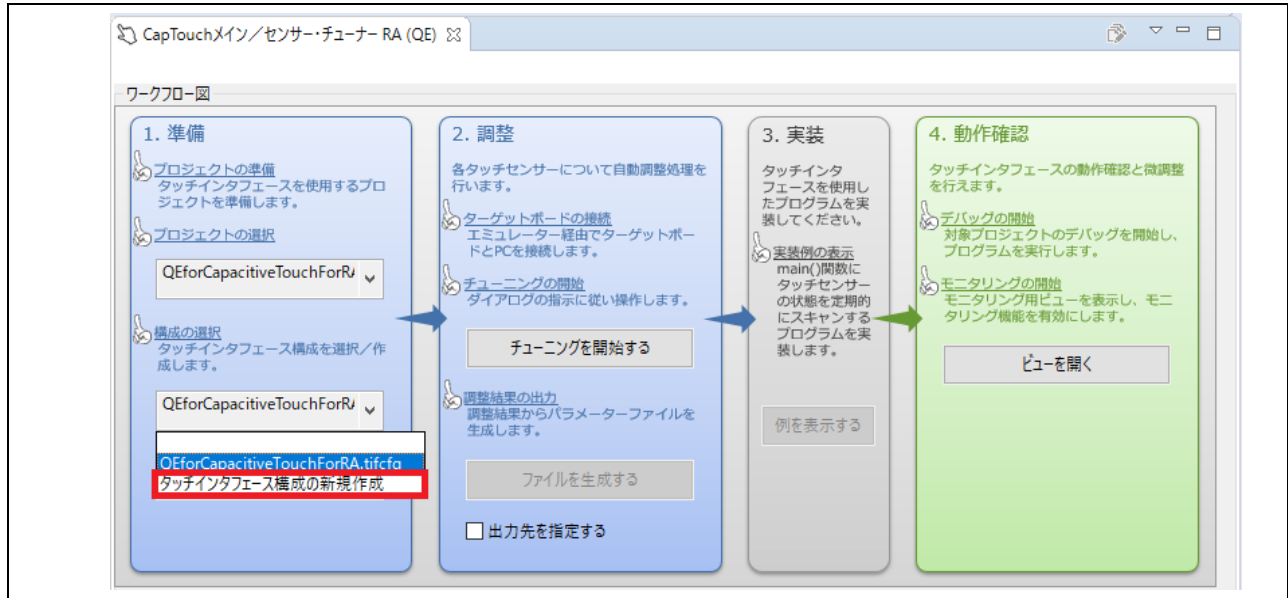 CapTouchメイン／センサー・チューナー RA (QE)
ワークフロー図
1. 準備
プロジェクトの準備
タッチインタフェースを使用するプロ
ジェクトを準備します。
プロジェクトの選択
QEforCapacitiveTouchForR
構成の選択
タッチインタフェース構成を選択／作
成します。
QEforCapacitiveTouchForR
QEforCapacitiveTouchForRA.tifcfg
タッチインタフェース構成の新規作成
2. 調整
各タッチセンサーについて自動調整処理を
行います。
ターゲットボードの接続
エミュレーター経由でターゲットボー
ドとPCを接続します。
チューニングの開始
ダイアログの指示に従い操作します。
チューニングを開始する
調整結果の出力
調整結果からパラメーターファイルを
生成します。
ファイルを生成する
出力先を指定する
3. 実装
タッチインタ
フェースを使用し
たプログラムを実
装してください。
実装例の表示
main()関数に
タッチセンサー
の状態を定期的
にスキャンする
プログラムを実
装します。
例を表示する
4. 動作確認
タッチインタフェースの動作確認と微調整
を行えます。
デバッグの開始
対象プロジェクトのデバッグを開始し、
プログラムを実行します。
モニタリングの開始
モニタリング用ビューを表示し、モニ
タリング機能を有効にします。
ビューを開く